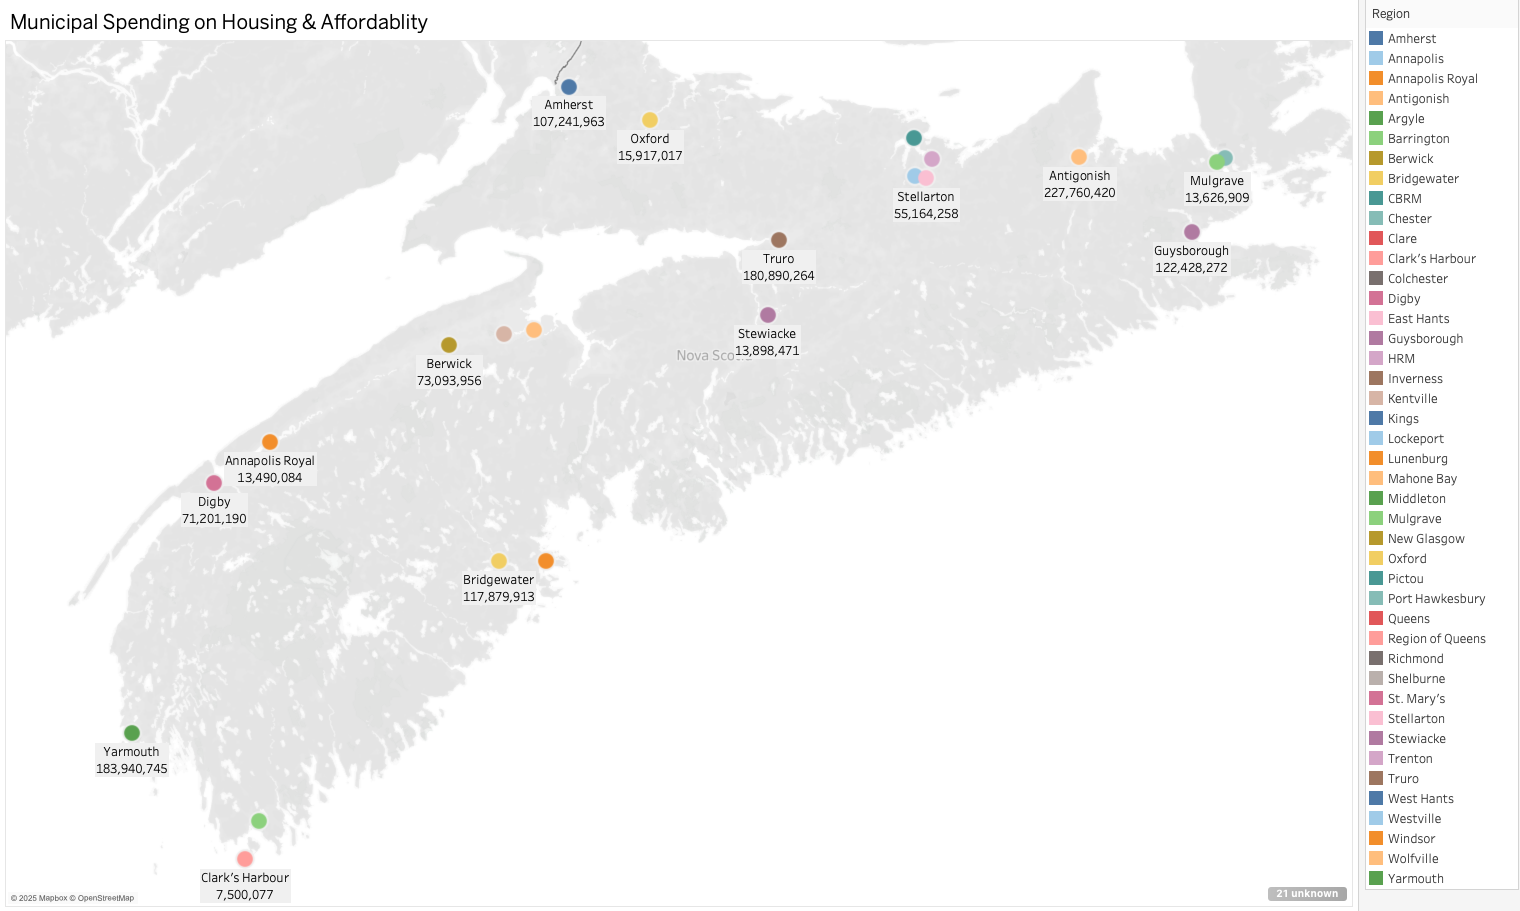 Municipal Spending on Housing & Affordablity
Amherst
107,241,963
Oxford
15,917,017
Stellarton
55,164,258
Antigonish
227,760,420
Mulgrave
13,626,909
Guysborough
122,428,272
Truro
180,890,264
Stewiacke
13,898,471
Nova Scotia
Berwick
73,093,956
Annapolis Royal
13,490,084
Digby
71,201,190
Bridgewater
117,879,913
Yarmouth
183,940,745
Clark's Harbour
7,500,077
© 2025 Mapbox © OpenStreetMap
21 unknown
Region
Amherst
Annapolis
Annapolis Royal
Antigonish
Argyle
Barrington
Berwick
Bridgewater
CBRM
Chester
Clare
Clark's Harbour
Colchester
Digby
East Hants
Guysborough
HRM
Inverness
Kentville
Kings
Lockeport
Lunenburg
Mahone Bay
Middleton
Mulgrave
New Glasgow
Oxford
Pictou
Port Hawkesbury
Queens
Region of Queens
Richmond
Shelburne
St. Mary's
Stellarton
Stewiacke
Trenton
Truro
West Hants
Westville
Windsor
Wolfville
Yarmouth